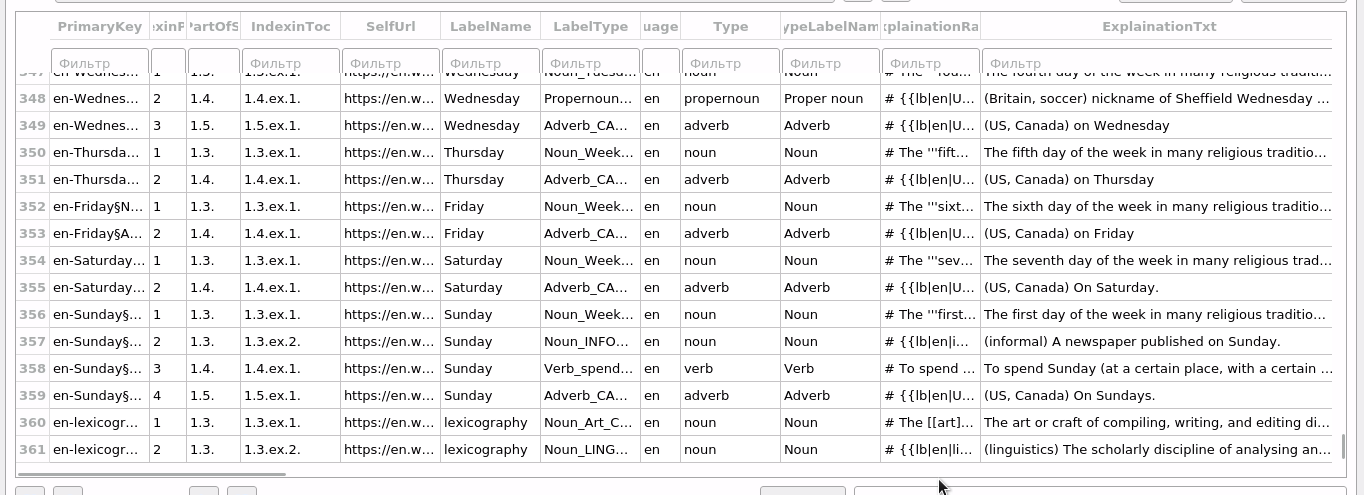 PrimaryKey exinP PartOfS IndexinToc SelfUrl LabelName LabelType uage Type ypeLabelNam xplainationRa ExplainationTxt
Фильтр Фильтр Фильтр Фильтр Фильтр Фильтр Фильтр Фильтр Фильтр
348 en-Wednes... 2 1.4. 1.4.ex.1. https://en.w... Wednesday Propernoun... en propernoun Proper noun # {{lb|en|U... (Britain, soccer) nickname of Sheffield Wednesday ...
349 en-Wednes... 3 1.5. 1.5.ex.1. https://en.w... Wednesday Adverb_CA... en adverb Adverb # {{lb|en|U... (US, Canada) on Wednesday
350 en-Thursda... 1 1.3. 1.3.ex.1. https://en.w... Thursday Noun_Week... en noun Noun # The '''fift... The fifth day of the week in many religious traditio...
351 en-Thursda... 2 1.4. 1.4.ex.1. https://en.w... Thursday Adverb_CA... en adverb Adverb # {{lb|en|U... (US, Canada) on Thursday
352 en-Friday§N... 1 1.3. 1.3.ex.1. https://en.w... Friday Noun_Week... en noun Noun # The '''sixt... The sixth day of the week in many religious traditio...
353 en-Friday§A... 2 1.4. 1.4.ex.1. https://en.w... Friday Adverb_CA... en adverb Adverb # {{lb|en|U... (US, Canada) on Friday
354 en-Saturday... 1 1.3. 1.3.ex.1. https://en.w... Saturday Noun_Week... en noun Noun # The '''sev... The seventh day of the week in many religious trad...
355 en-Saturday... 2 1.4. 1.4.ex.1. https://en.w... Saturday Adverb_CA... en adverb Adverb # {{lb|en|U... (US, Canada) On Saturday.
356 en-Sunday§... 1 1.3. 1.3.ex.1. https://en.w... Sunday Noun_Week... en noun Noun # The '''first... The first day of the week in many religious traditio...
357 en-Sunday§... 2 1.3. 1.3.ex.2. https://en.w... Sunday Noun_INFO... en noun Noun # {{lb|en|i... (informal) A newspaper published on Sunday.
358 en-Sunday§... 3 1.4. 1.4.ex.1. https://en.w... Sunday Verb_spend... en verb Verb # To spend ... To spend Sunday (at a certain place, with a certain ...
359 en-Sunday§... 4 1.5. 1.5.ex.1. https://en.w... Sunday Adverb_CA... en adverb Adverb # {{lb|en|U... (US, Canada) On Sundays.
360 en-lexicogr... 1 1.3. 1.3.ex.1. https://en.w... lexicography Noun_Art_C... en noun Noun # The [[art]... The art or craft of compiling, writing, and editing di...
361 en-lexicogr... 2 1.3. 1.3.ex.2. https://en.w... lexicography Noun_LING... en noun Noun # {{lb|en|li... (linguistics) The scholarly discipline of analysing an...